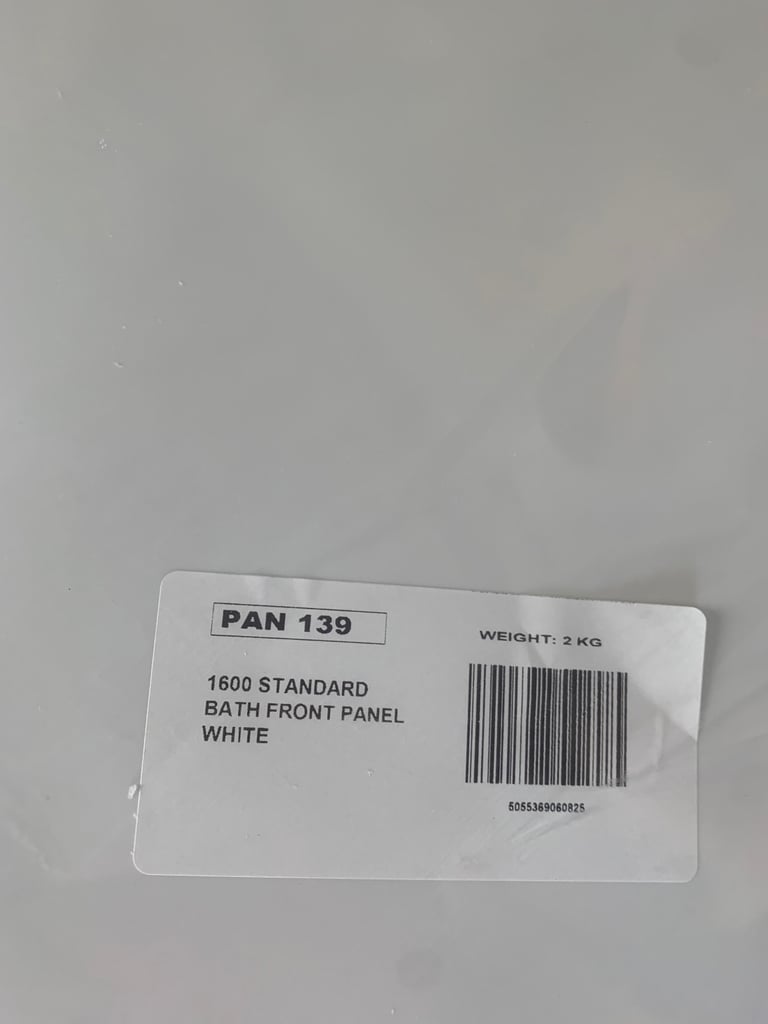 PAN 139
WEIGHT: 2 KG
1600 STANDARD
BATH FRONT PANEL
WHITE
5055369060825